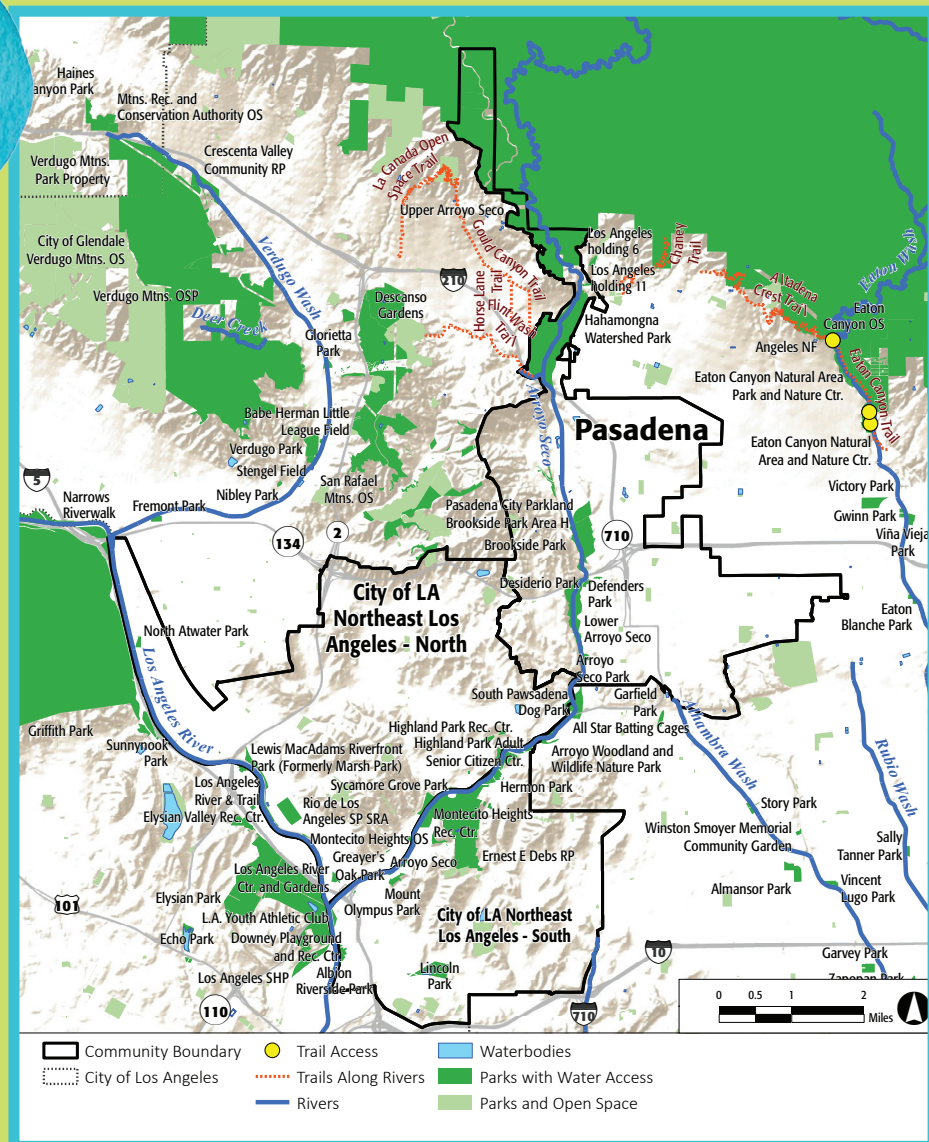 Haines
anyon Park
Mtns. Rec. and
Conservation Authority OS
Verdugo Mtns.
Park Property
Crescenta Valley
Community RP
La Canada Open
Space Trail
Upper Arroyo Seco
Los Angeles
holding 6
Los Angeles
holding 11
Chaney
Trail
Eaton Wash
City of Glendale
Verdugo Mtns. OS
Verdugo Wash
Gould Canyon Trail
210
Horse Lane
Trail
Flint Wash
Trail
Altadena
Crest Trail
Verdugo Mtns. OSP
Descanso
Gardens
Deer Creek
Glorietta
Park
Hahamongna
Watershed Park
Eaton
Canyon OS
Angeles NF
Eaton Canyon Trail
Eaton Canyon Natural Area
Park and Nature Ctr.
Arroyo Seco
Babe Herman Little
League Field
Pasadena
Verdugo Park
Stengel Field
Eaton Canyon Natural
Area and Nature Ctr.
5
Narrows
Riverwalk
Fremont Park
Nibley Park
San Rafael
Mtns. OS
Victory Park
Pasadena City Parkland
Brookside Park Area H
Gwinn Park
134
2
Brookside Park
710
Viña Vieja
Park
City of LA
Northeast Los
Angeles - North
Desiderio Park
Defenders
Park
Eaton
Blanche Park
North Atwater Park
Lower
Arroyo Seco
Arroyo
Seco Park
Los Angeles River
South Pawsadena
Dog Park
Garfield
Park
Alhambra Wash
Griffith Park
Sunnynook
Park
Highland Park Rec. Ctr.
All Star Batting Cages
Highland Park Adult
Senior Citizen Ctr.
Lewis MacAdams Riverfront
Park (Formerly Marsh Park)
Arroyo Woodland and
Wildlife Nature Park
Rubio Wash
Los Angeles
River & Trail
Sycamore Grove Park
Hermon Park
Elysian Valley Rec. Ctr.
Rio de Los
Angeles SP SRA
Montecito Heights
Rec. Ctr.
Story Park
Montecito Heights OS
Winston Smoyer Memorial
Community Garden
Sally
Tanner Park
Greayer's
Oak Park
Arroyo Seco
Ernest E Debs RP
Los Angeles River
Ctr. and Gardens
Elysian Park
Mount
Olympus Park
Almansor Park
Vincent
Lugo Park
101
L.A. Youth Athletic Club
City of LA Northeast
Los Angeles - South
Echo Park
Downey Playground
and Rec. Ctr.
10
Garvey Park
Los Angeles SHP
Albion
Riverside Park
Lincoln
Park
Zapopan Park
110
710
0 0.5 1 2
Miles
Community Boundary
Trail Access
Waterbodies
City of Los Angeles
Trails Along Rivers
Parks with Water Access
Rivers
Parks and Open Space